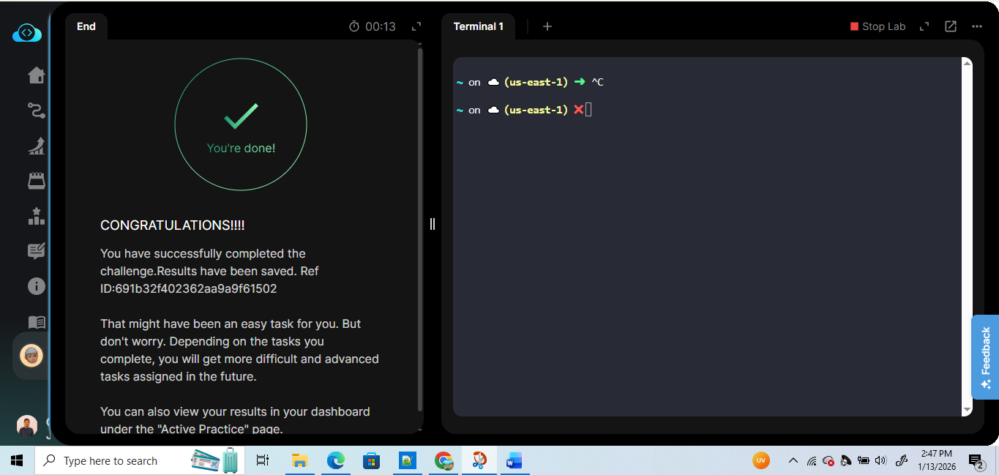 End
00:13
You're done!
CONGRATULATIONS!!!!
You have successfully completed the
challenge.Results have been saved. Ref
ID:691b32f402362aa9a9f61502
That might have been an easy task for you. But
don't worry. Depending on the tasks you
complete, you will get more difficult and advanced
tasks assigned in the future.
You can also view your results in your dashboard
under the "Active Practice" page.
Terminal 1
Stop Lab
~ on (us-east-1) ➜ ^C
~ on (us-east-1) ✖
Feedback
Type here to search
UV
2:47 PM
1/13/2026
2